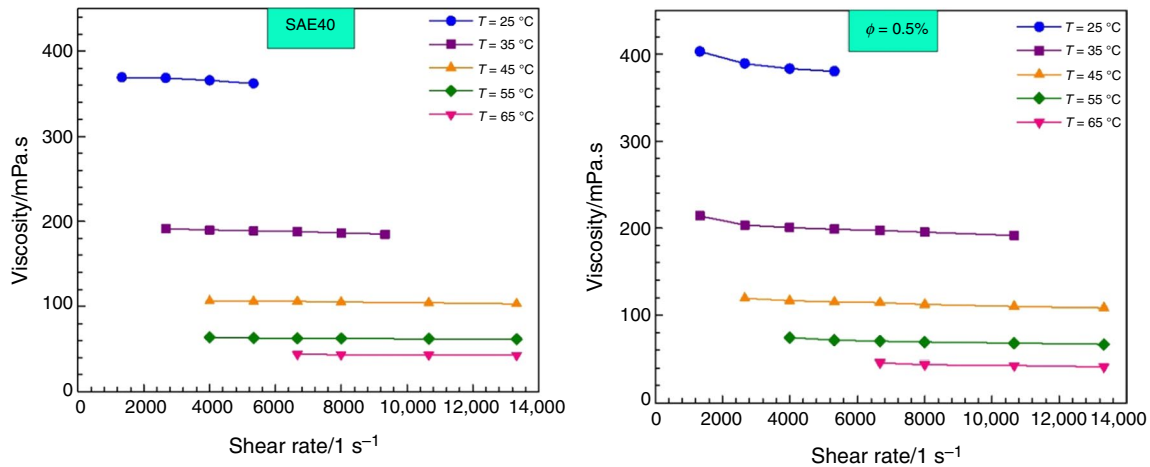 SAE40
T = 25 °C
T = 35 °C
T = 45 °C
T = 55 °C
T = 65 °C
400
300
200
100
0
Viscosity/mPa.s
0 2000 4000 6000 8000 10,000 12,000 14,000
Shear rate/1 s⁻¹
ϕ = 0.5%
T = 25 °C
T = 35 °C
T = 45 °C
T = 55 °C
T = 65 °C
400
300
200
100
0
Viscosity/mPa.s
0 2000 4000 6000 8000 10,000 12,000 14,000
Shear rate/1 s⁻¹